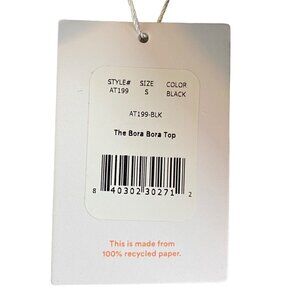 STYLE# SIZE COLOR
AT199 S BLACK
AT199-BLK
The Bora Bora Top
8 40302 30271 2
This is made from
100% recycled paper.